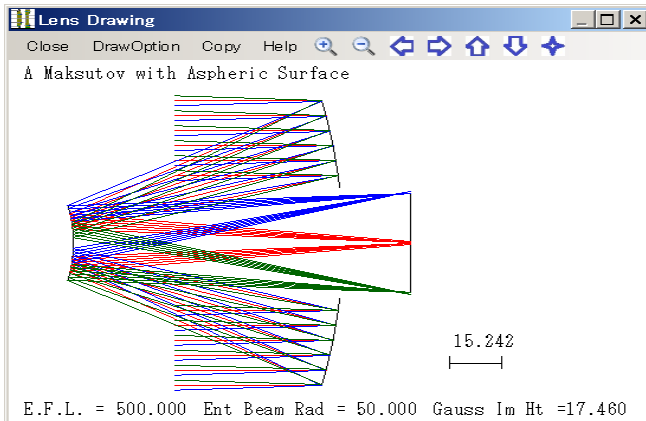 Lens Drawing
Close DrawOption Copy Help
A Maksutov with Aspheric Surface
15.242
E.F.L. = 500.000 Ent Beam Rad = 50.000 Gauss Im Ht =17.460